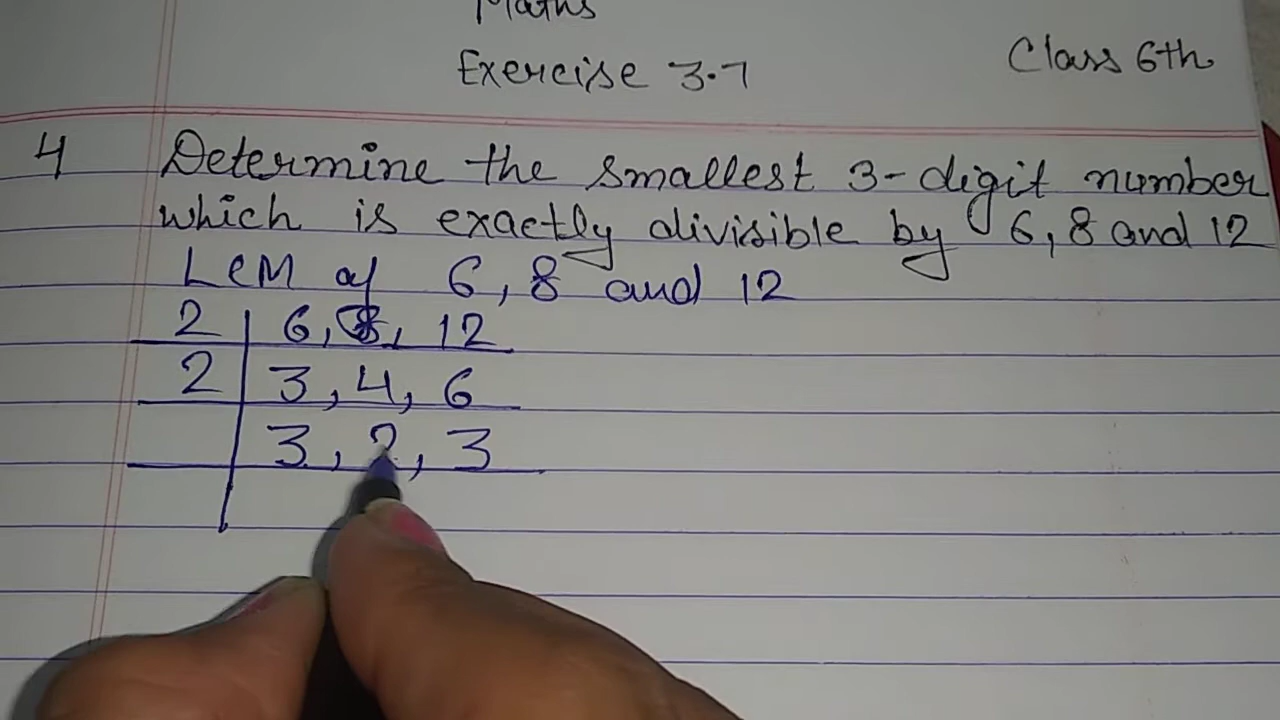 Maths
Exercise 3.7
Class 6th
4 Determine the smallest 3-digit number
which is exactly divisible by 6, 8 and 12
LCM of 6, 8 and 12
2 6, 8, 12
2 3, 4, 6
3, 2, 3